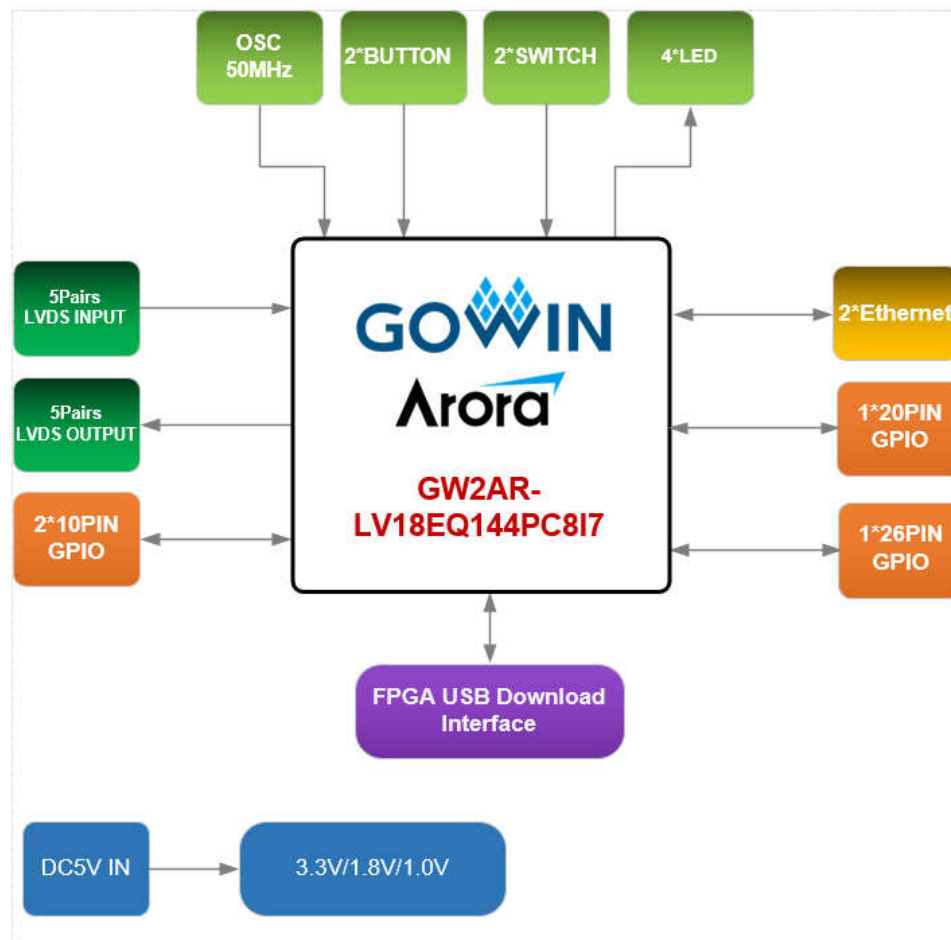 OSC
50MHz
2*BUTTON
2*SWITCH
4*LED
5Pairs
LVDS INPUT
GOWIN
2*Ethernet
Arora
5Pairs
LVDS OUTPUT
1*20PIN
GPIO
GW2AR-
LV18EQ144PC8I7
2*10PIN
GPIO
1*26PIN
GPIO
FPGA USB Download
Interface
DC5V IN
3.3V/1.8V/1.0V